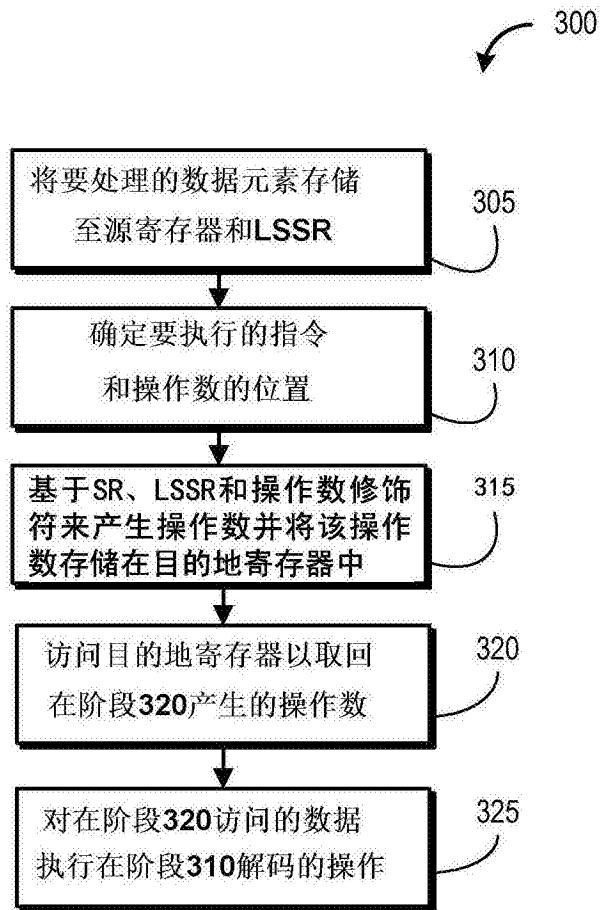 300
将要处理的数据元素存储
至源寄存器和LSSR
305
确定要执行的指令
和操作数的位置
310
基于SR、LSSR和操作数修饰
符来产生操作数并将该操作
数存储在目的地寄存器中
315
访问目的地寄存器以取回
在阶段320产生的操作数
320
对在阶段320访问的数据
执行在阶段310解码的操作
325